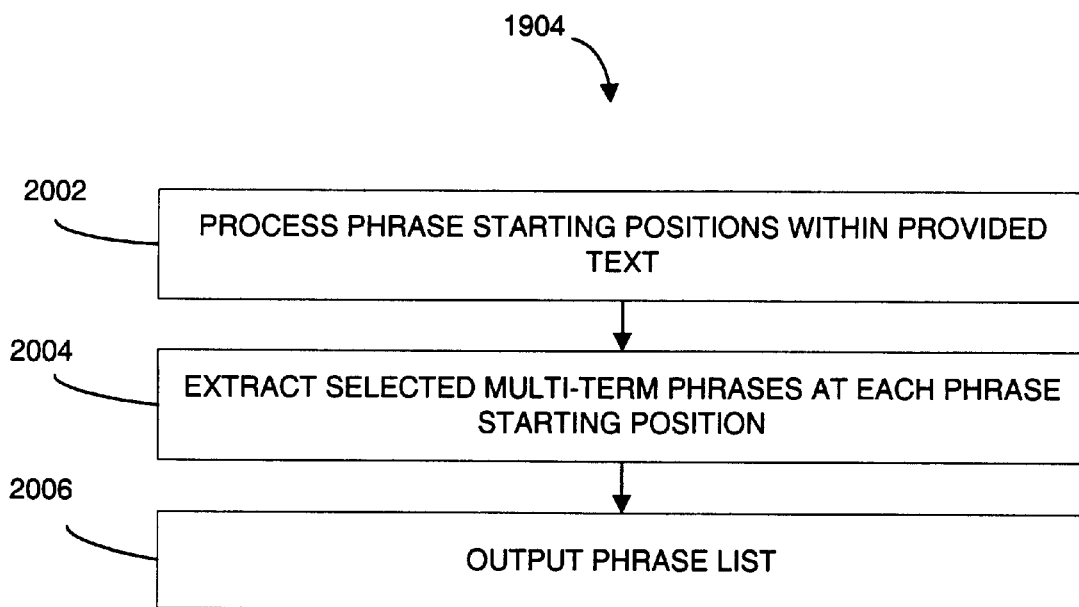 1904
2002
PROCESS PHRASE STARTING POSITIONS WITHIN PROVIDED
TEXT
2004
EXTRACT SELECTED MULTI-TERM PHRASES AT EACH PHRASE
STARTING POSITION
2006
OUTPUT PHRASE LIST